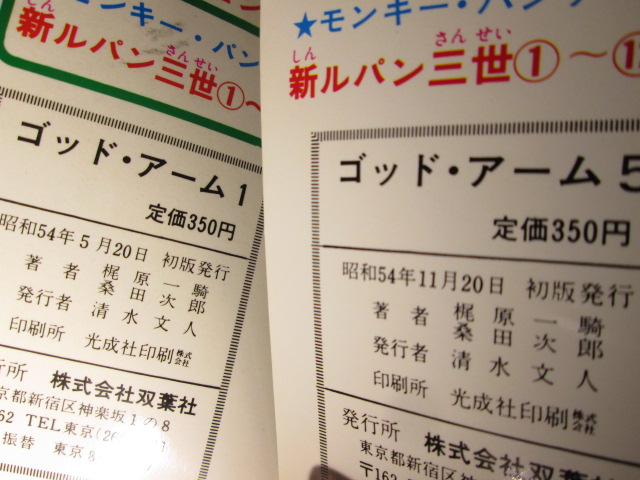 ンキー・パン
しん さんせい
新ルパン三世①～
ゴッド・アーム1
定価350円
昭和54年5月20日 初版発行
著者 梶原一騎
桑田次郎
発行者 清水文人
印刷所 光成社印刷株式会社
行所 株式会社双葉社
京都新宿区神楽坂1の8
62 TEL東京(26
振替 東京8
★モンキー・パン
しん さんせい
新ルパン三世①～
ゴッド・アーム5
定価350円
昭和54年11月20日 初版発行
著者 梶原一騎
桑田次郎
発行者 清水文人
印刷所 光成社印刷株式会社
発行所 株式会社双葉
東京都新宿区神楽
〒162